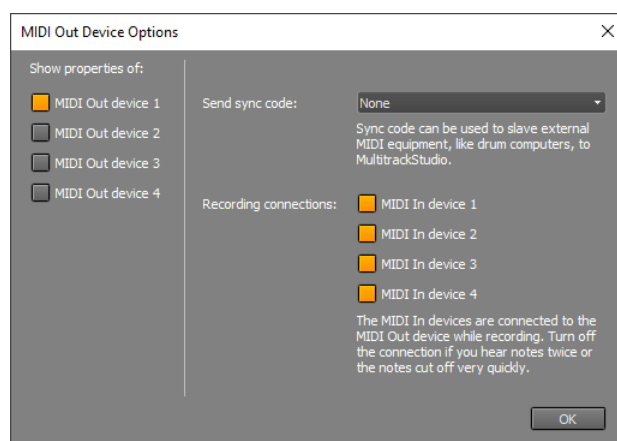 MIDI Out Device Options
Show properties of:
MIDI Out device 1
MIDI Out device 2
MIDI Out device 3
MIDI Out device 4
Send sync code:
None
Sync code can be used to slave external
MIDI equipment, like drum computers, to
MultitrackStudio.
Recording connections:
MIDI In device 1
MIDI In device 2
MIDI In device 3
MIDI In device 4
The MIDI In devices are connected to the
MIDI Out device while recording. Turn off
the connection if you hear notes twice or
the notes cut off very quickly.
OK